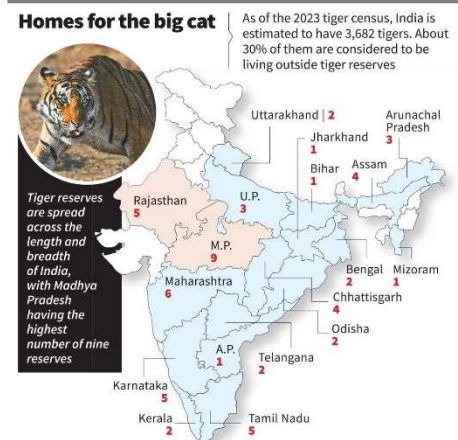 Homes for the big cat
As of the 2023 tiger census, India is
estimated to have 3,682 tigers. About
30% of them are considered to be
living outside tiger reserves
Uttarakhand | 2
Arunachal
Pradesh
3
Jharkhand
1
Bihar
1
Assam
4
Tiger reserves
are spread
across the
length and
breadth
of India,
with Madhya
Pradesh
having the
highest
number of nine
reserves
Rajasthan
5
U.P.
3
M.P.
9
Maharashtra
6
Bengal
2
Mizoram
1
Chhattisgarh
4
Odisha
2
A.P.
1
Telangana
2
Karnataka
5
Kerala
2
Tamil Nadu
5